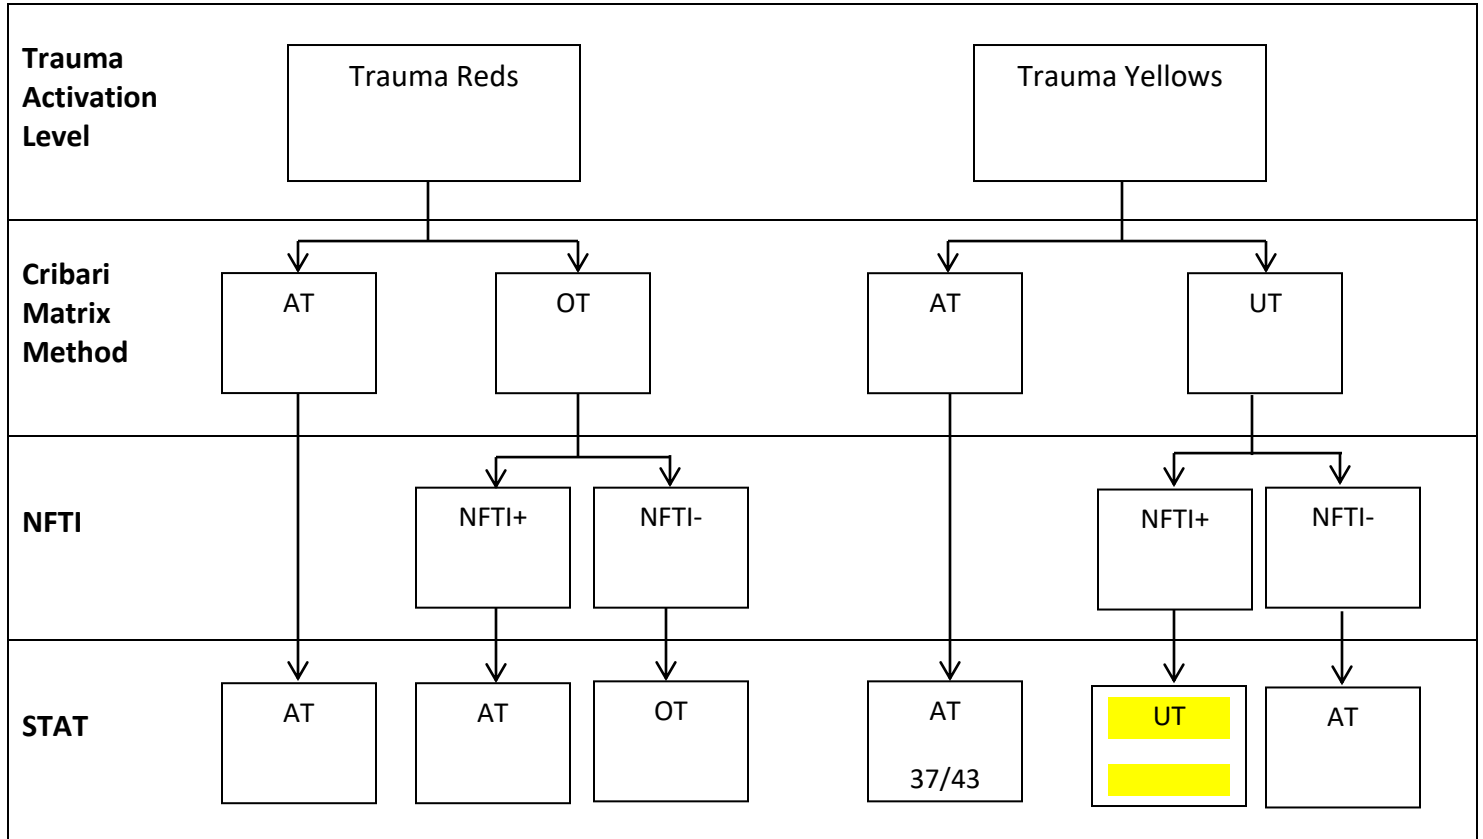 Trauma
Activation
Level
Trauma Reds
Trauma Yellows
Cribari
Matrix
Method
AT
OT
AT
UT
NFTI
NFTI+
NFTI-
NFTI+
NFTI-
STAT
AT
AT
OT
AT
37/43
UT
AT